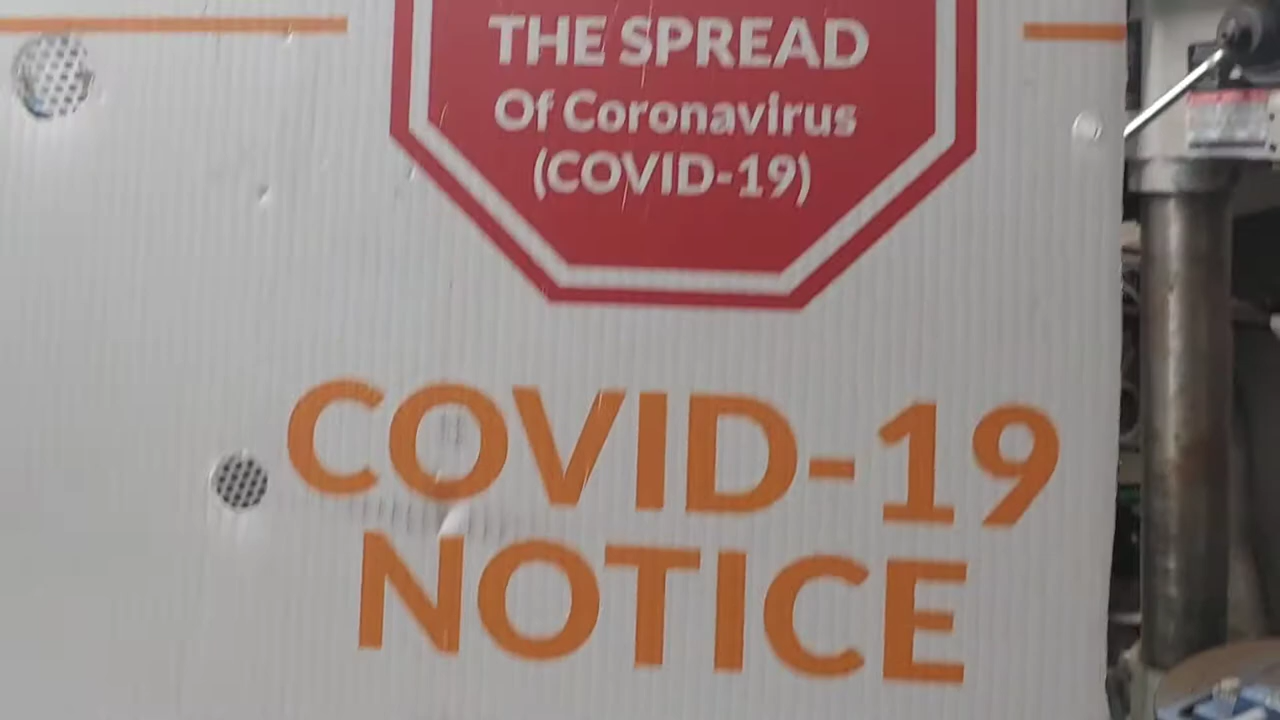 THE SPREAD
Of Coronavirus
(COVID-19)
COVID-19
NOTICE